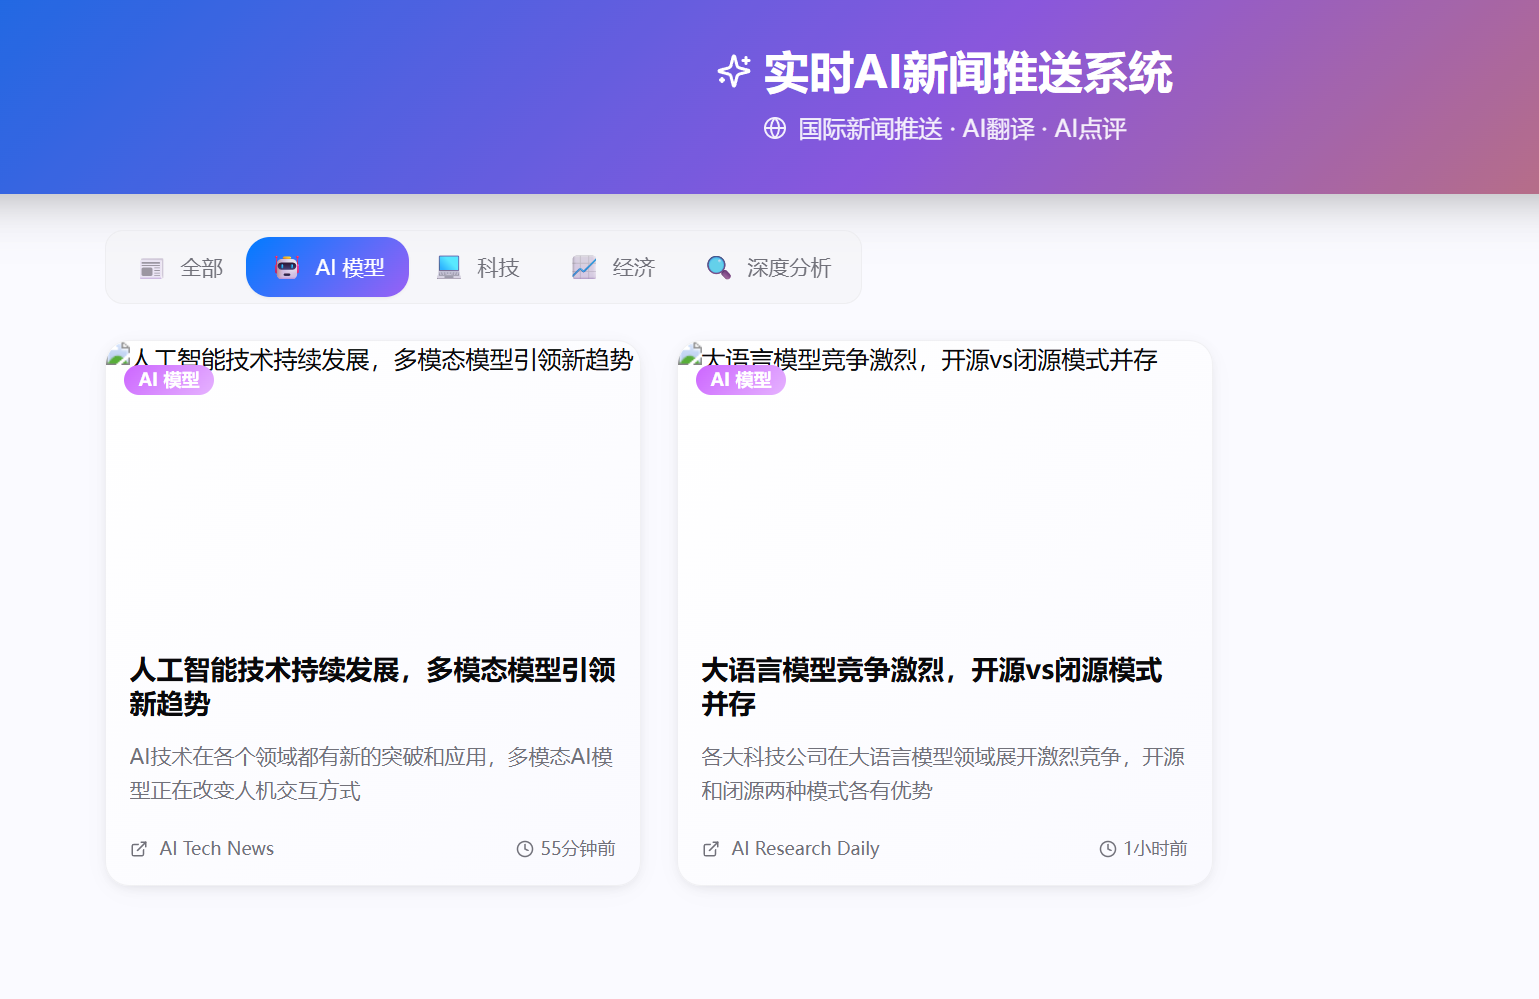 实时AI新闻推送系统
国际新闻推送 · AI翻译 · AI点评
全部 AI 模型 科技 经济 深度分析
人工智能技术持续发展，多模态模型引领新趋势
AI 模型
人工智能技术持续发展，多模态模型引领
新趋势
AI技术在各个领域都有新的突破和应用，多模态AI模
型正在改变人机交互方式
AI Tech News 55分钟前
大语言模型竞争激烈，开源vs闭源模式并存
AI 模型
大语言模型竞争激烈，开源vs闭源模式
并存
各大科技公司在大语言模型领域展开激烈竞争，开源
和闭源两种模式各有优势
AI Research Daily 1小时前